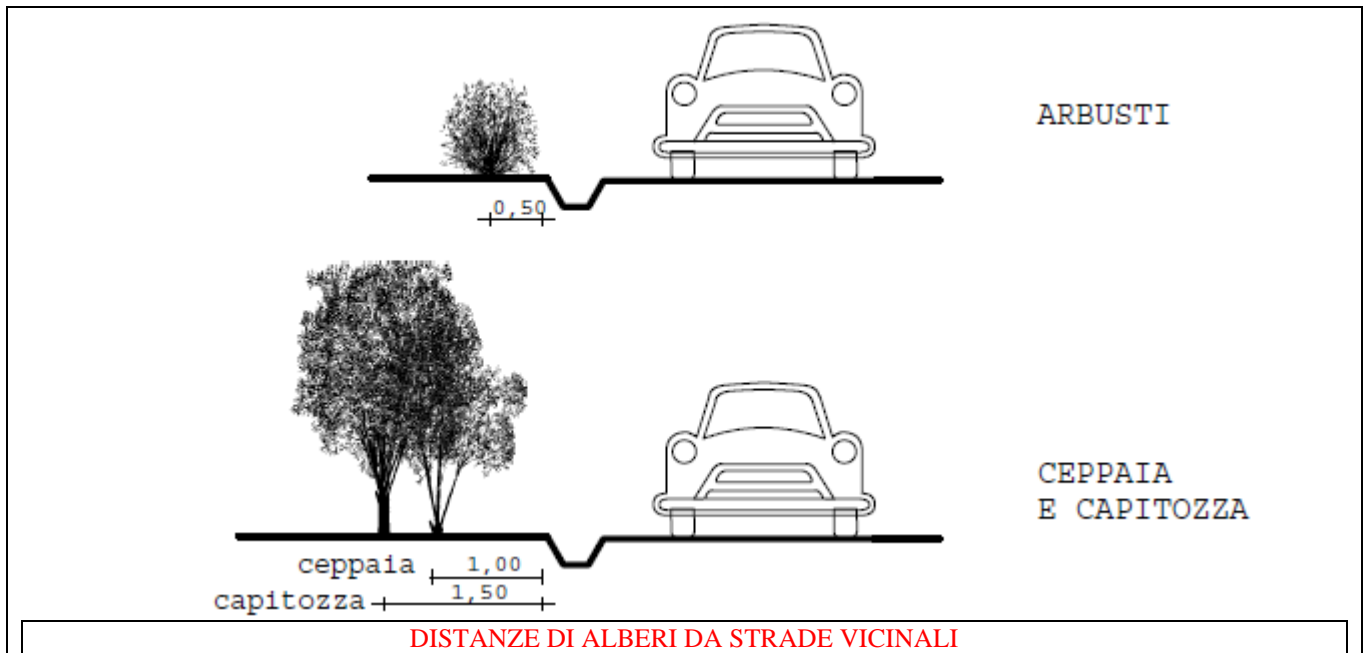 ARBUSTI
0,50
CEPPAIA
E CAPITOZZA
ceppaia 1,00
capitozza 1,50
DISTANZE DI ALBERI DA STRADE VICINALI